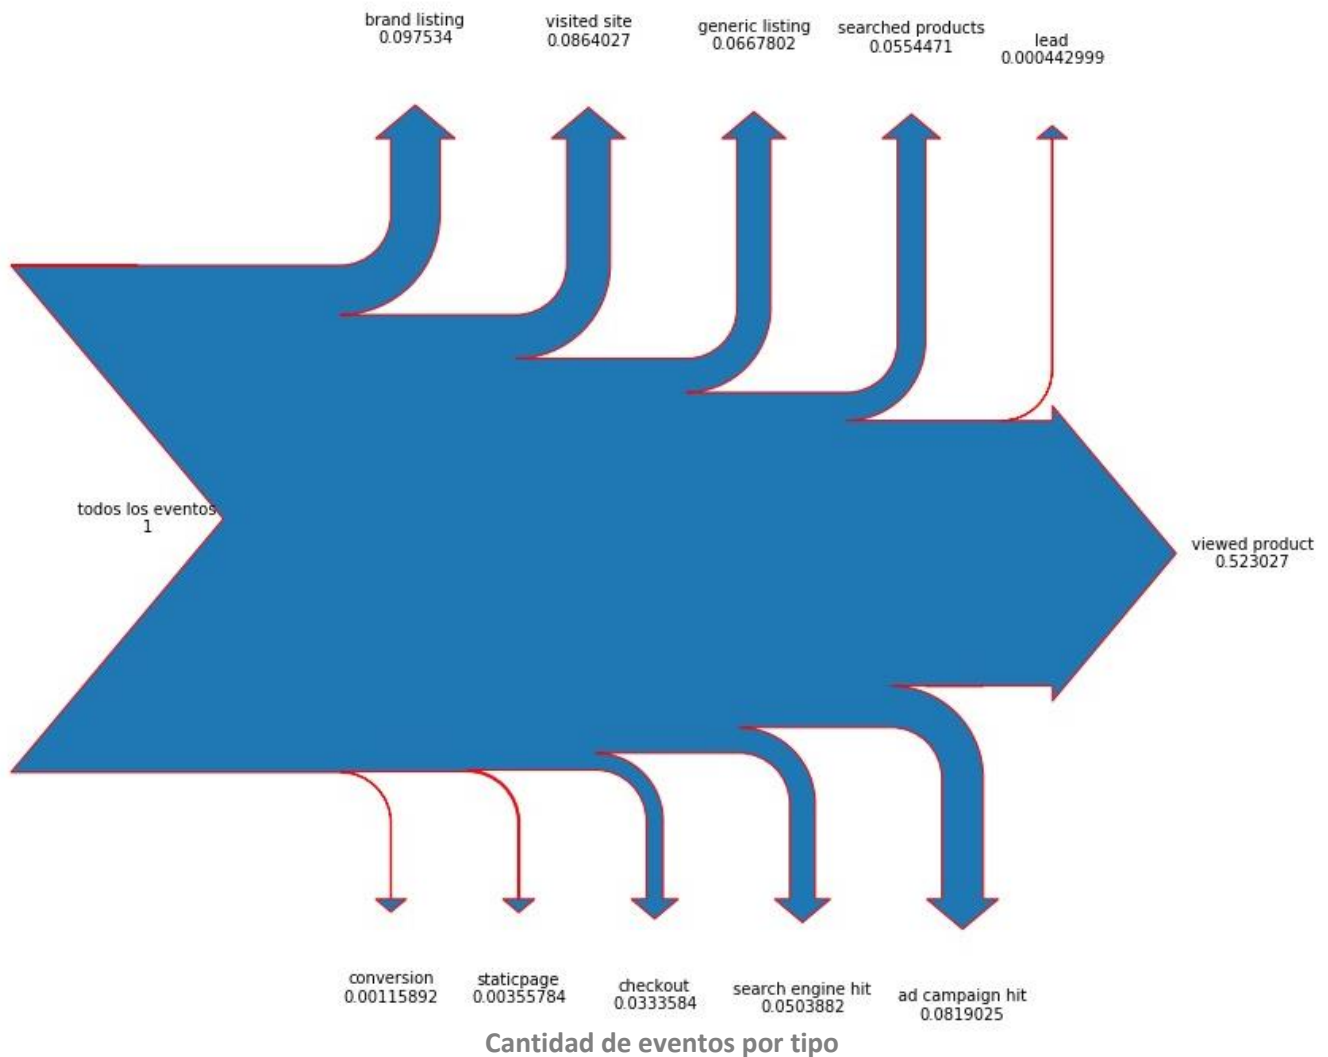 brand listing
0.097534
visited site
0.0864027
generic listing
0.0667802
searched products
0.0554471
lead
0.000442999
todos los eventos
1
viewed product
0.523027
conversion
0.00115892
staticpage
0.00355784
checkout
0.0333584
search engine hit
0.0503882
ad campaign hit
0.0819025
Cantidad de eventos por tipo